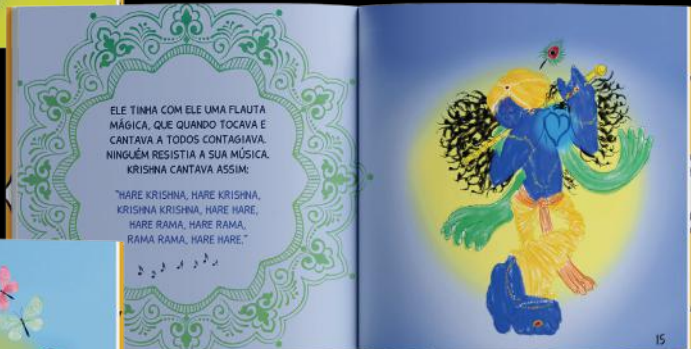 ELE TINHA COM ELE UMA FLAUTA
MÁGICA, QUE QUANDO TOCAVA E
CANTAVA A TODOS CONTAGIAVA.
NINGUÉM RESISTIA A SUA MÚSICA.
KRISHNA CANTAVA ASSIM:
"HARE KRISHNA, HARE KRISHNA,
KRISHNA KRISHNA, HARE HARE,
HARE RAMA, HARE RAMA,
RAMA RAMA, HARE HARE."
15